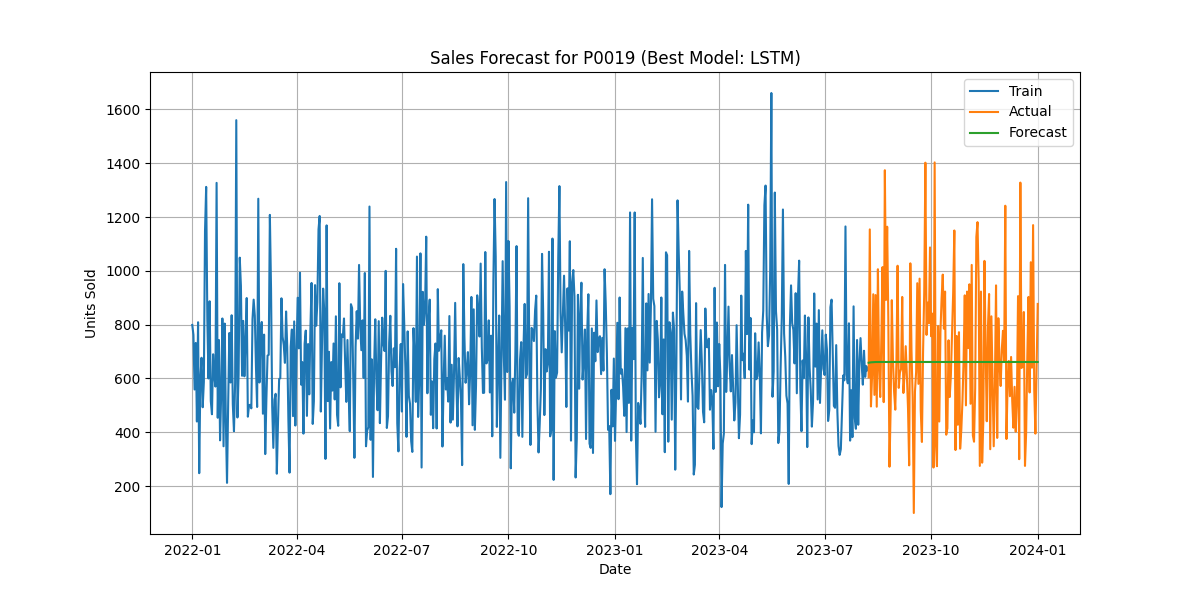 Sales Forecast for P0019 (Best Model: LSTM)
Train
Actual
Forecast
Units Sold
1600
1400
1200
1000
800
600
400
200
2022-01 2022-04 2022-07 2022-10 2023-01 2023-04 2023-07 2023-10 2024-01
Date